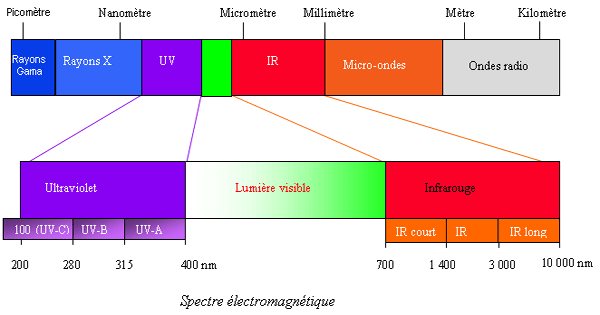 Picomètre Nanomètre Micromètre Millimètre Mètre Kilomètre
Rayons Gama Rayons X UV IR Micro-ondes Ondes radio
Ultraviolet Lumière visible Infrarouge
100 (UV-C) UV-B UV-A IR court IR IR long
200 280 315 400 nm 700 1 400 3 000 10 000 nm
Spectre électromagnétique